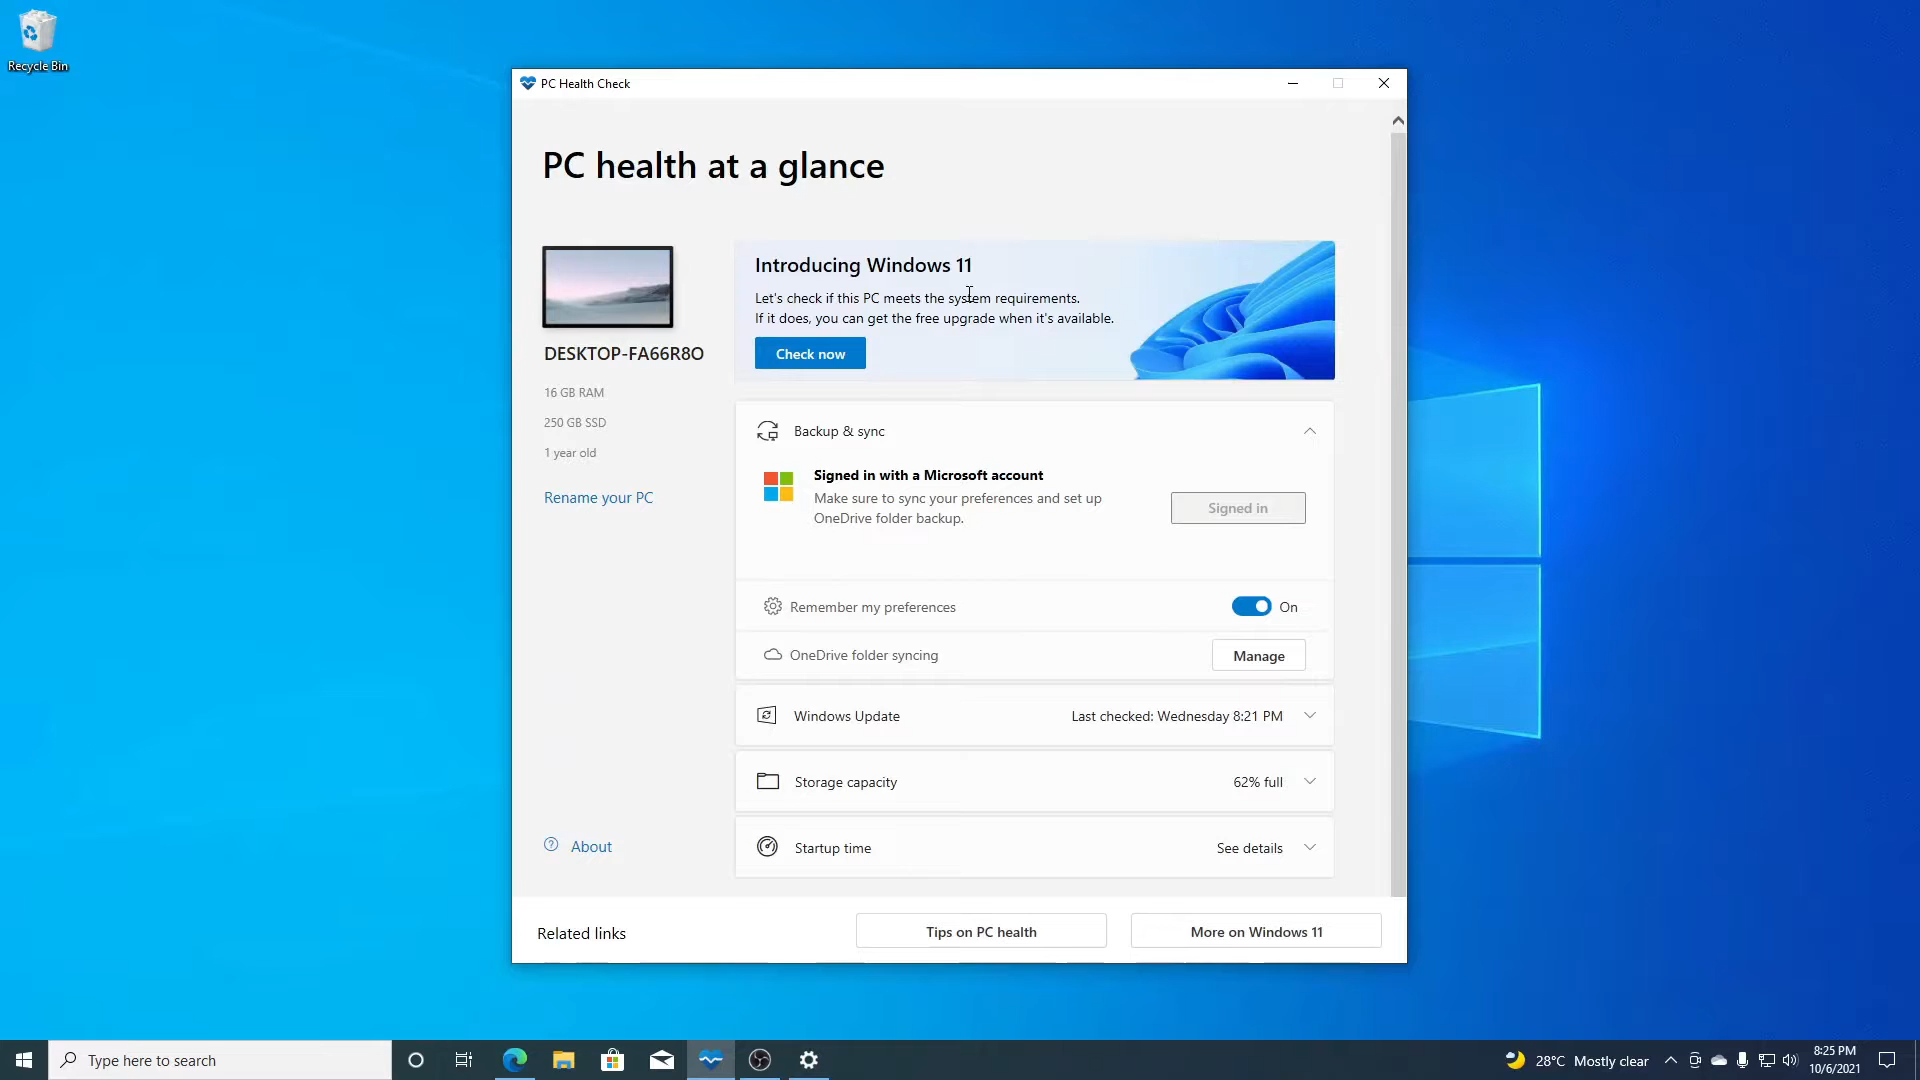 Recycle Bin
PC Health Check
PC health at a glance
DESKTOP-FA66R8O
16 GB RAM
250 GB SSD
1 year old
Rename your PC
About
Introducing Windows 11
Let's check if this PC meets the system requirements.
If it does, you can get the free upgrade when it's available.
Check now
Backup & sync
Signed in with a Microsoft account
Make sure to sync your preferences and set up
OneDrive folder backup.
Signed in
Remember my preferences
On
OneDrive folder syncing
Manage
Windows Update
Last checked: Wednesday 8:21 PM
Storage capacity
62% full
Startup time
See details
Related links
Tips on PC health
More on Windows 11
Type here to search
28°C Mostly clear
8:25 PM
10/6/2021